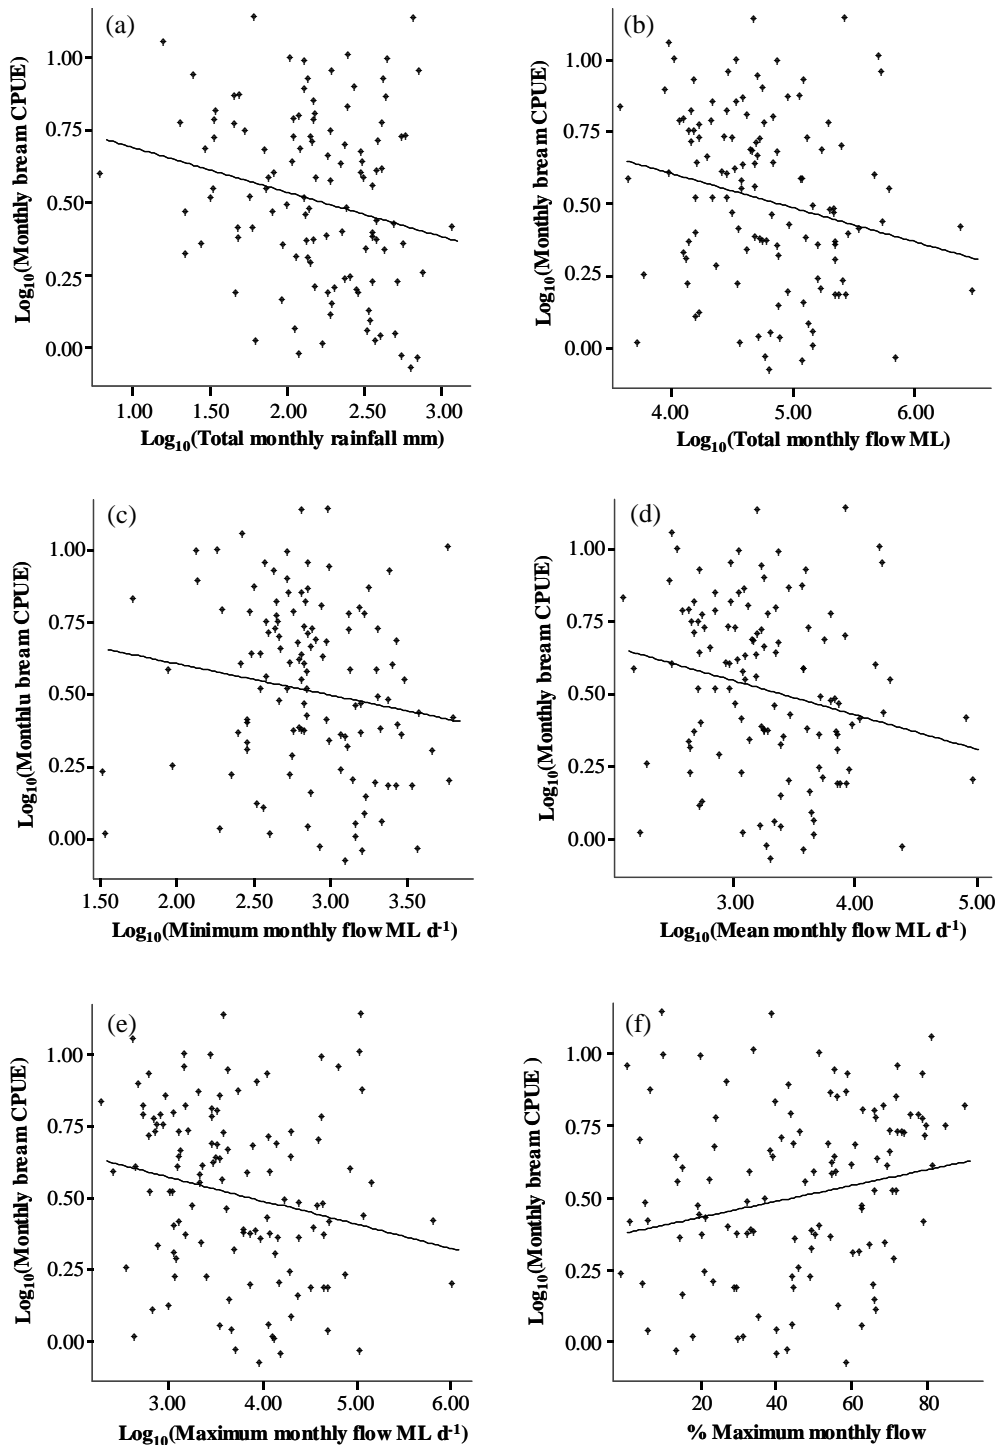 (a)
Log10(Monthly bream CPUE)
1.00
0.75
0.50
0.25
0.00
1.00 1.50 2.00 2.50 3.00
Log10(Total monthly rainfall mm)
(b)
Log10(Monthly bream CPUE)
1.00
0.75
0.50
0.25
0.00
4.00 5.00 6.00
Log10(Total monthly flow ML)
(c)
Log10(Monthlu bream CPUE)
1.00
0.75
0.50
0.25
0.00
1.50 2.00 2.50 3.00 3.50
Log10(Minimum monthly flow ML d-1)
(d)
Log10(Monthly bream CPUE)
1.00
0.75
0.50
0.25
0.00
3.00 4.00 5.00
Log10(Mean monthly flow ML d-1)
(e)
Log10(Monthly bream CPUE)
1.00
0.75
0.50
0.25
0.00
3.00 4.00 5.00 6.00
Log10(Maximum monthly flow ML d-1)
(f)
Log10(Monthly bream CPUE )
1.00
0.75
0.50
0.25
0.00
20 40 60 80
% Maximum monthly flow